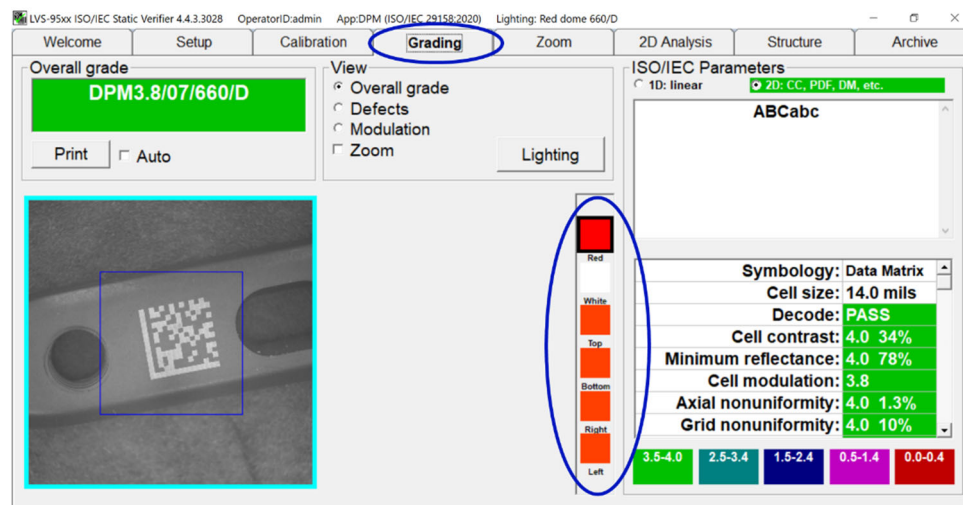 LVS-95xx ISO/IEC Static Verifier 4.4.3.3028 OperatorID:admin App:DPM (ISO/IEC 29158:2020) Lighting: Red dome 660/D
Welcome Setup Calibration Grading Zoom 2D Analysis Structure Archive
Overall grade
DPM3.8/07/660/D
Print Auto
View
Overall grade
Defects
Modulation
Zoom
Lighting
Red
White
Top
Bottom
Right
Left
ISO/IEC Parameters
1D: linear 2D: CC, PDF, DM, etc.
ABCabc
Symbology: Data Matrix
Cell size: 14.0 mils
Decode: PASS
Cell contrast: 4.0 34%
Minimum reflectance: 4.0 78%
Cell modulation: 3.8
Axial nonuniformity: 4.0 1.3%
Grid nonuniformity: 4.0 10%
3.5-4.0 2.5-3.4 1.5-2.4 0.5-1.4 0.0-0.4